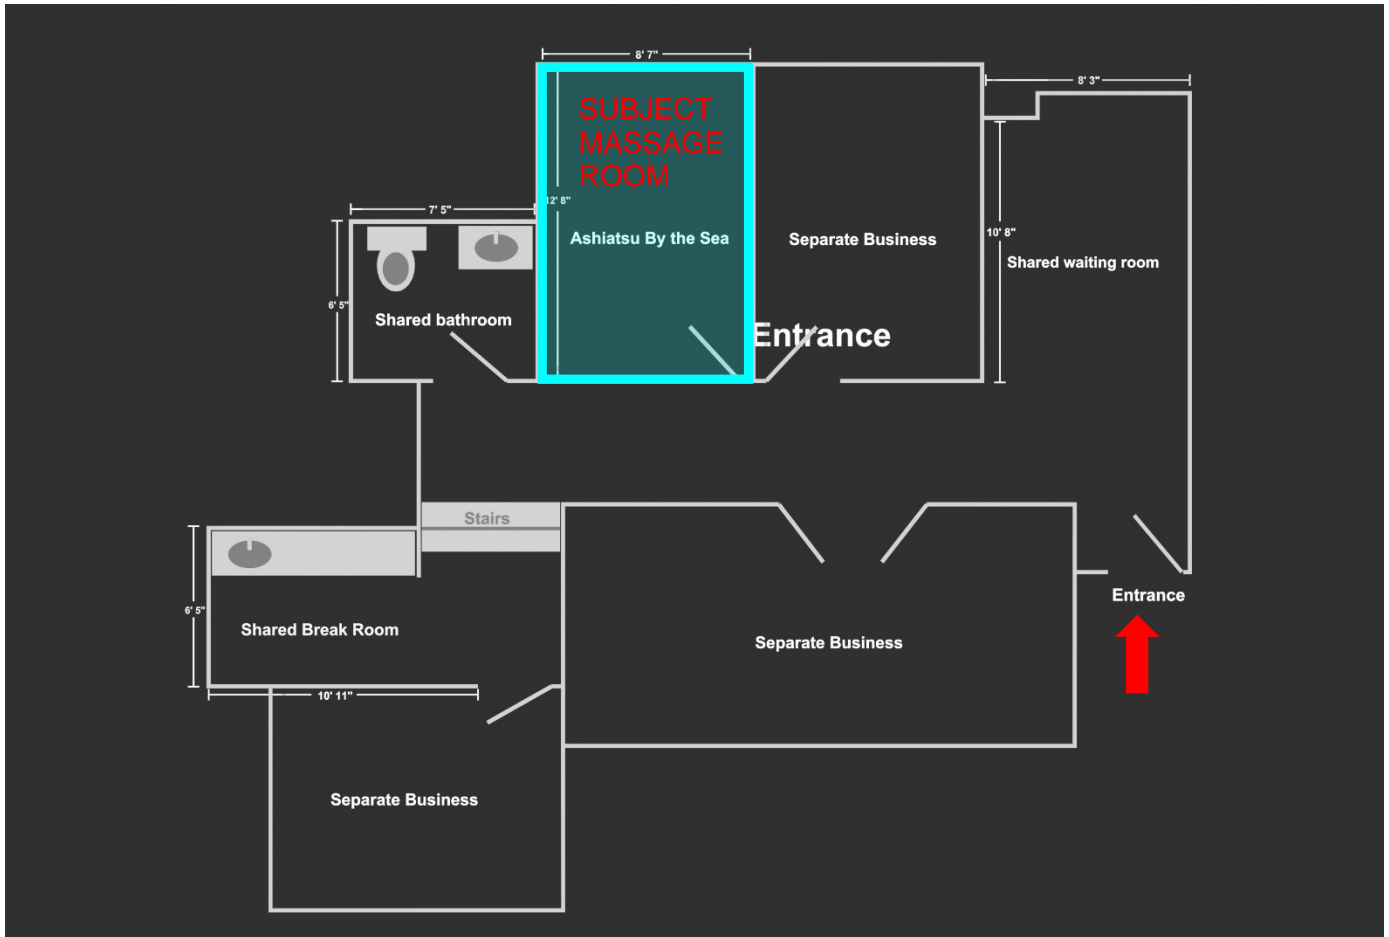 8' 7"
8' 3"
SUBJECT
MASSAGE
ROOM
12' 8"
7' 5"
Ashiatsu By the Sea
Separate Business
10' 8"
Shared waiting room
6' 5"
Shared bathroom
Entrance
Stairs
6' 5"
Shared Break Room
Separate Business
Entrance
10' 11"
Separate Business